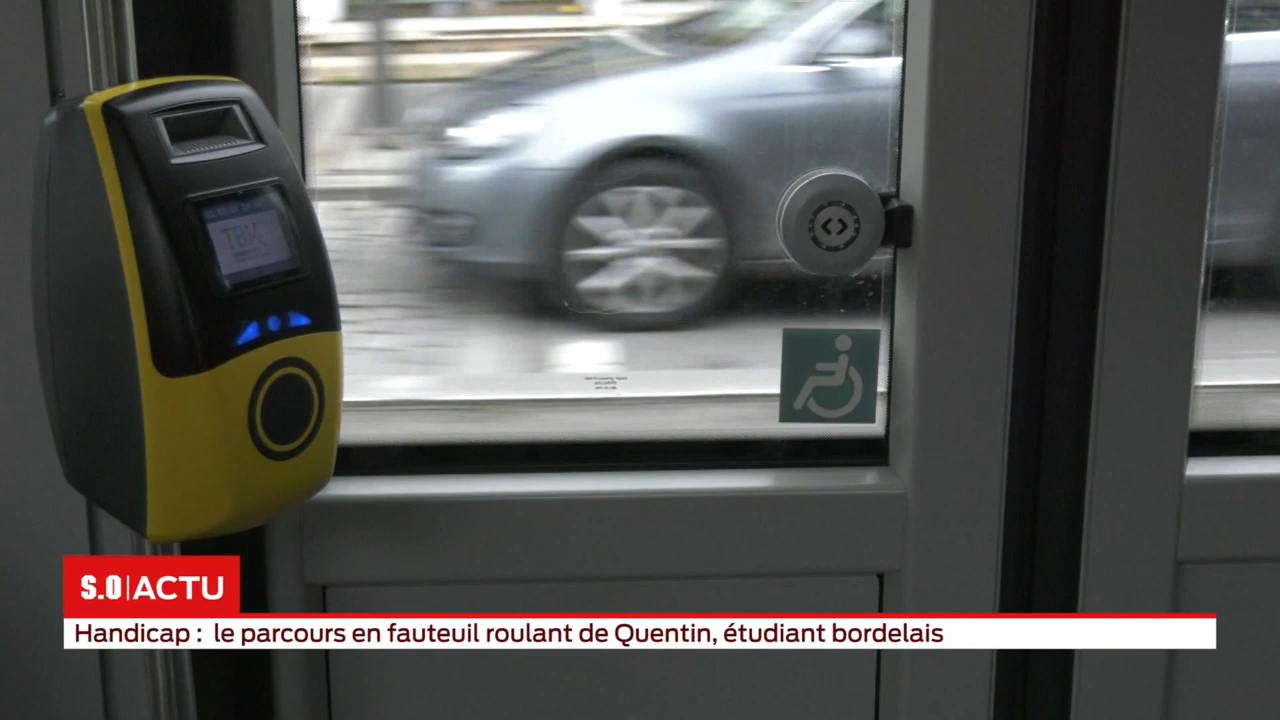 TBM
S.O|ACTU
Handicap :  le parcours en fauteuil roulant de Quentin, étudiant bordelais